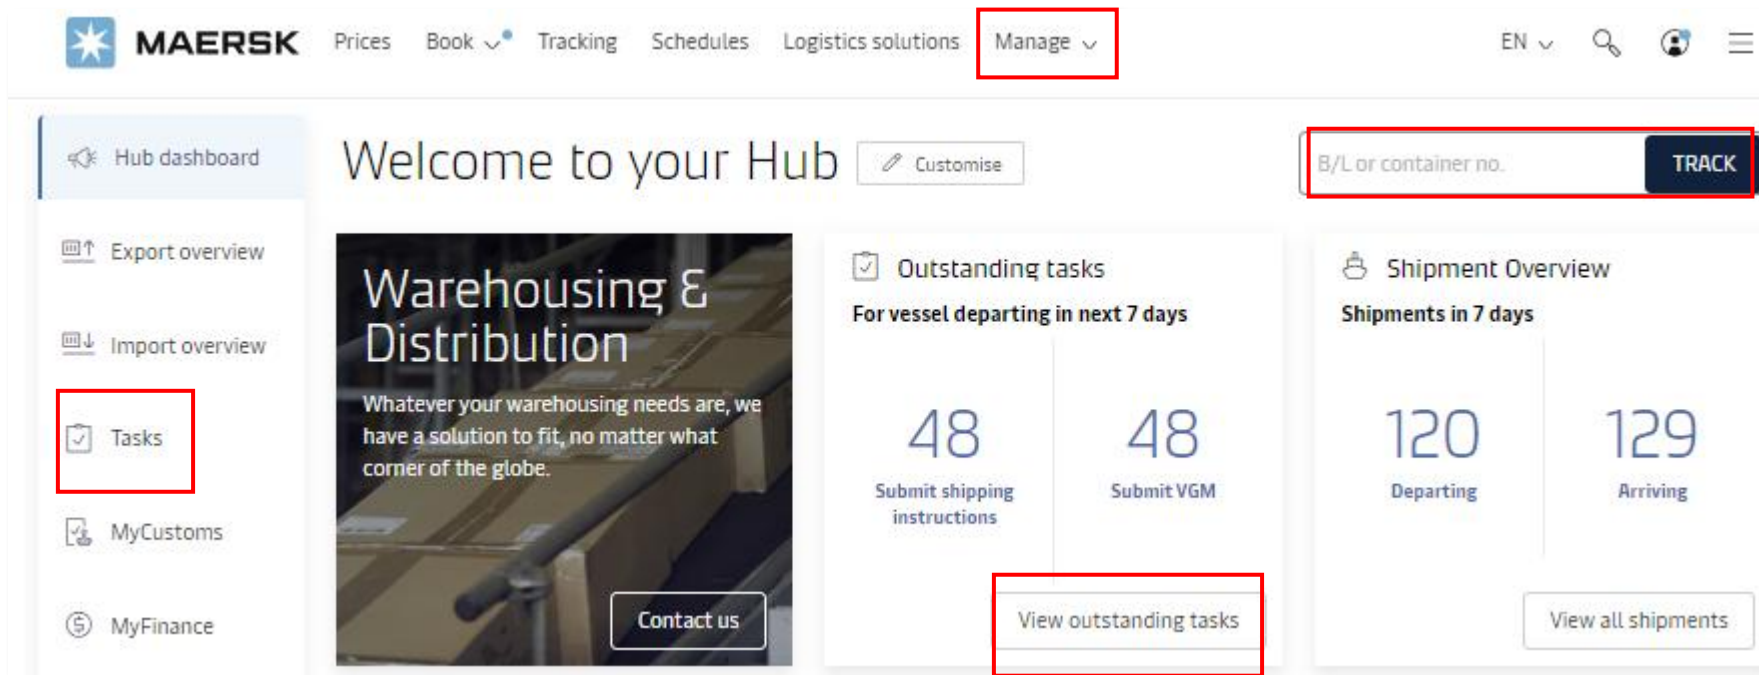 MAERSK Prices Book Tracking Schedules Logistics solutions Manage EN
Hub dashboard
Export overview
Import overview
Tasks
MyCustoms
MyFinance
Welcome to your Hub
Customise
B/L or container no.
TRACK
Warehousing &
Distribution
Whatever your warehousing needs are, we
have a solution to fit, no matter what
corner of the globe.
Contact us
Outstanding tasks
For vessel departing in next 7 days
48
Submit shipping
instructions
48
Submit VGM
View outstanding tasks
Shipment Overview
Shipments in 7 days
120
Departing
129
Arriving
View all shipments